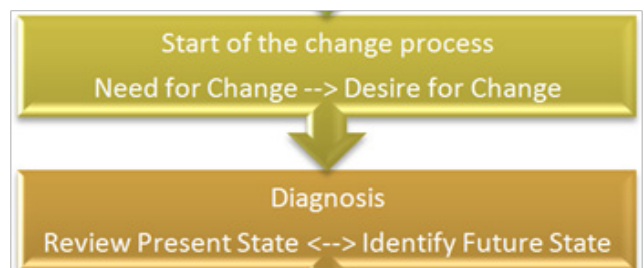 Start of the change process
Need for Change --> Desire for Change
Diagnosis
Review Present State <--> Identify Future State